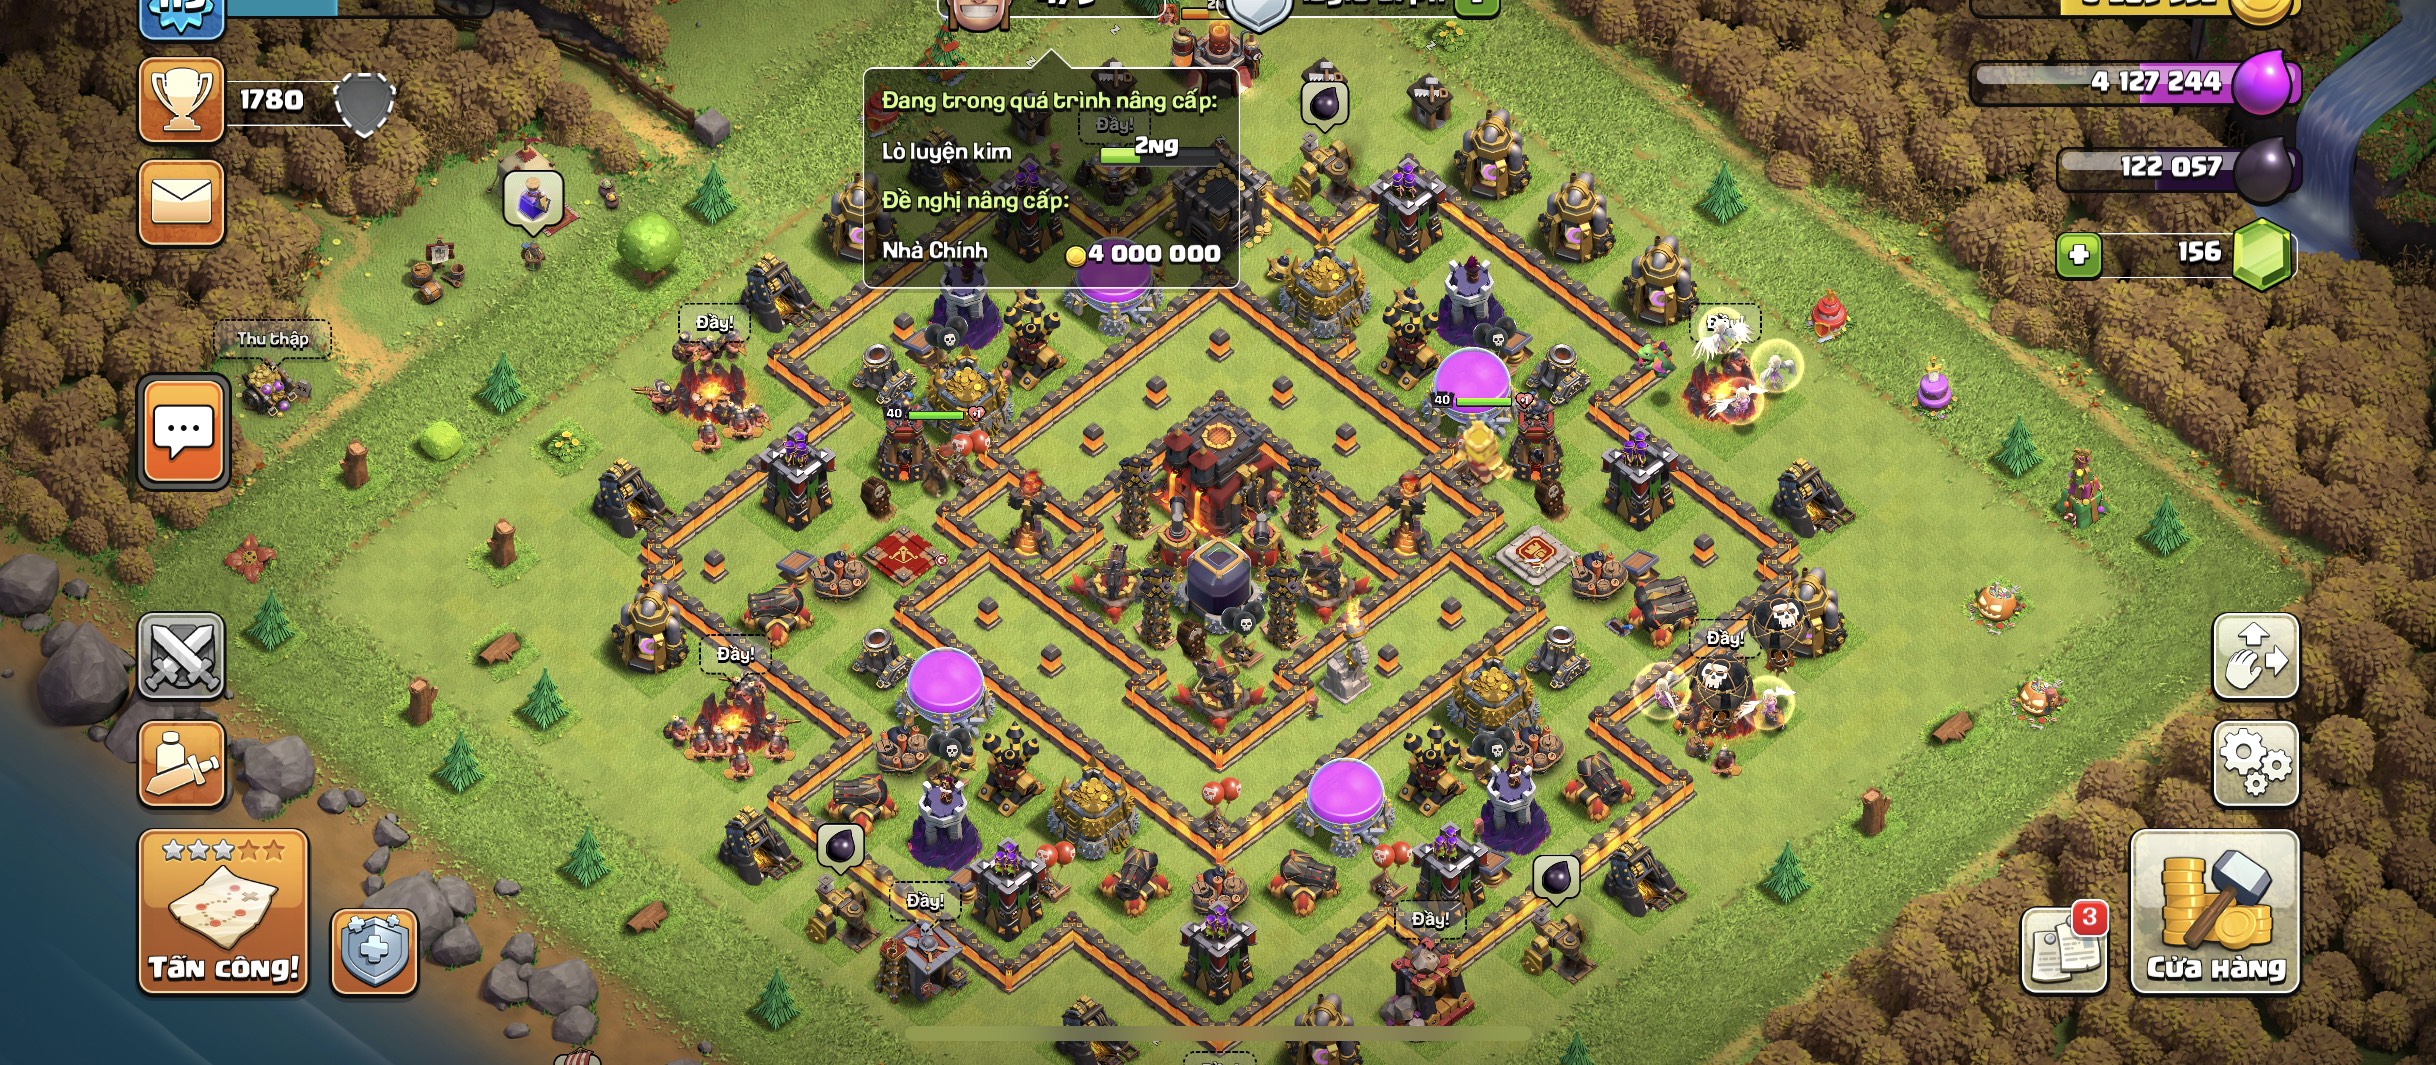 1780
Đang trong quá trình nâng cấp:
Đầy!
Lò luyện kim
2Ng
Đề nghị nâng cấp:
Nhà Chính
4 000 000
4 127 244
122 057
156
Đầy!
Thu thập
40
40
Đầy!
Đầy!
Đầy!
Đầy!
Tấn công!
3
Cửa hàng